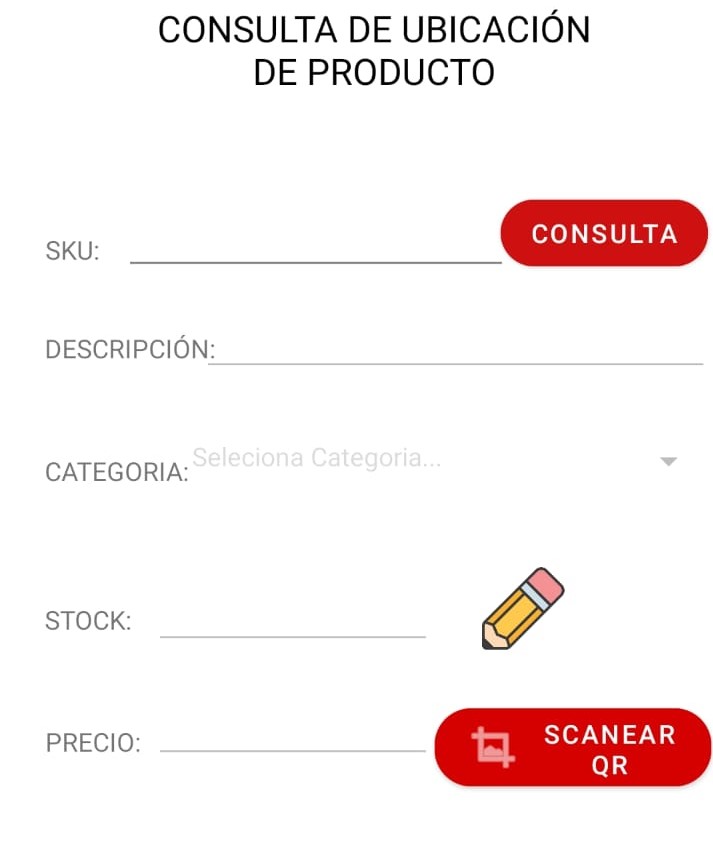 CONSULTA DE UBICACIÓN
DE PRODUCTO
SKU:
CONSULTA
DESCRIPCIÓN:
CATEGORIA:
Seleciona Categoria...
STOCK:
PRECIO:
SCANEAR
QR